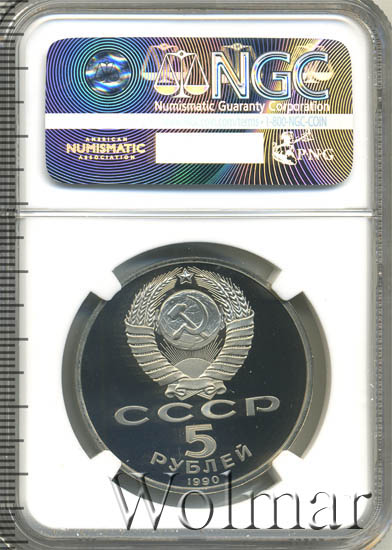 NGC
Numismatic Guaranty Corporation
1-800-NGC-COIN
AMERICAN
NUMISMATIC
ASSOCIATION
PNG
СССР
5
РУБЛЕЙ
1990
Wolmar